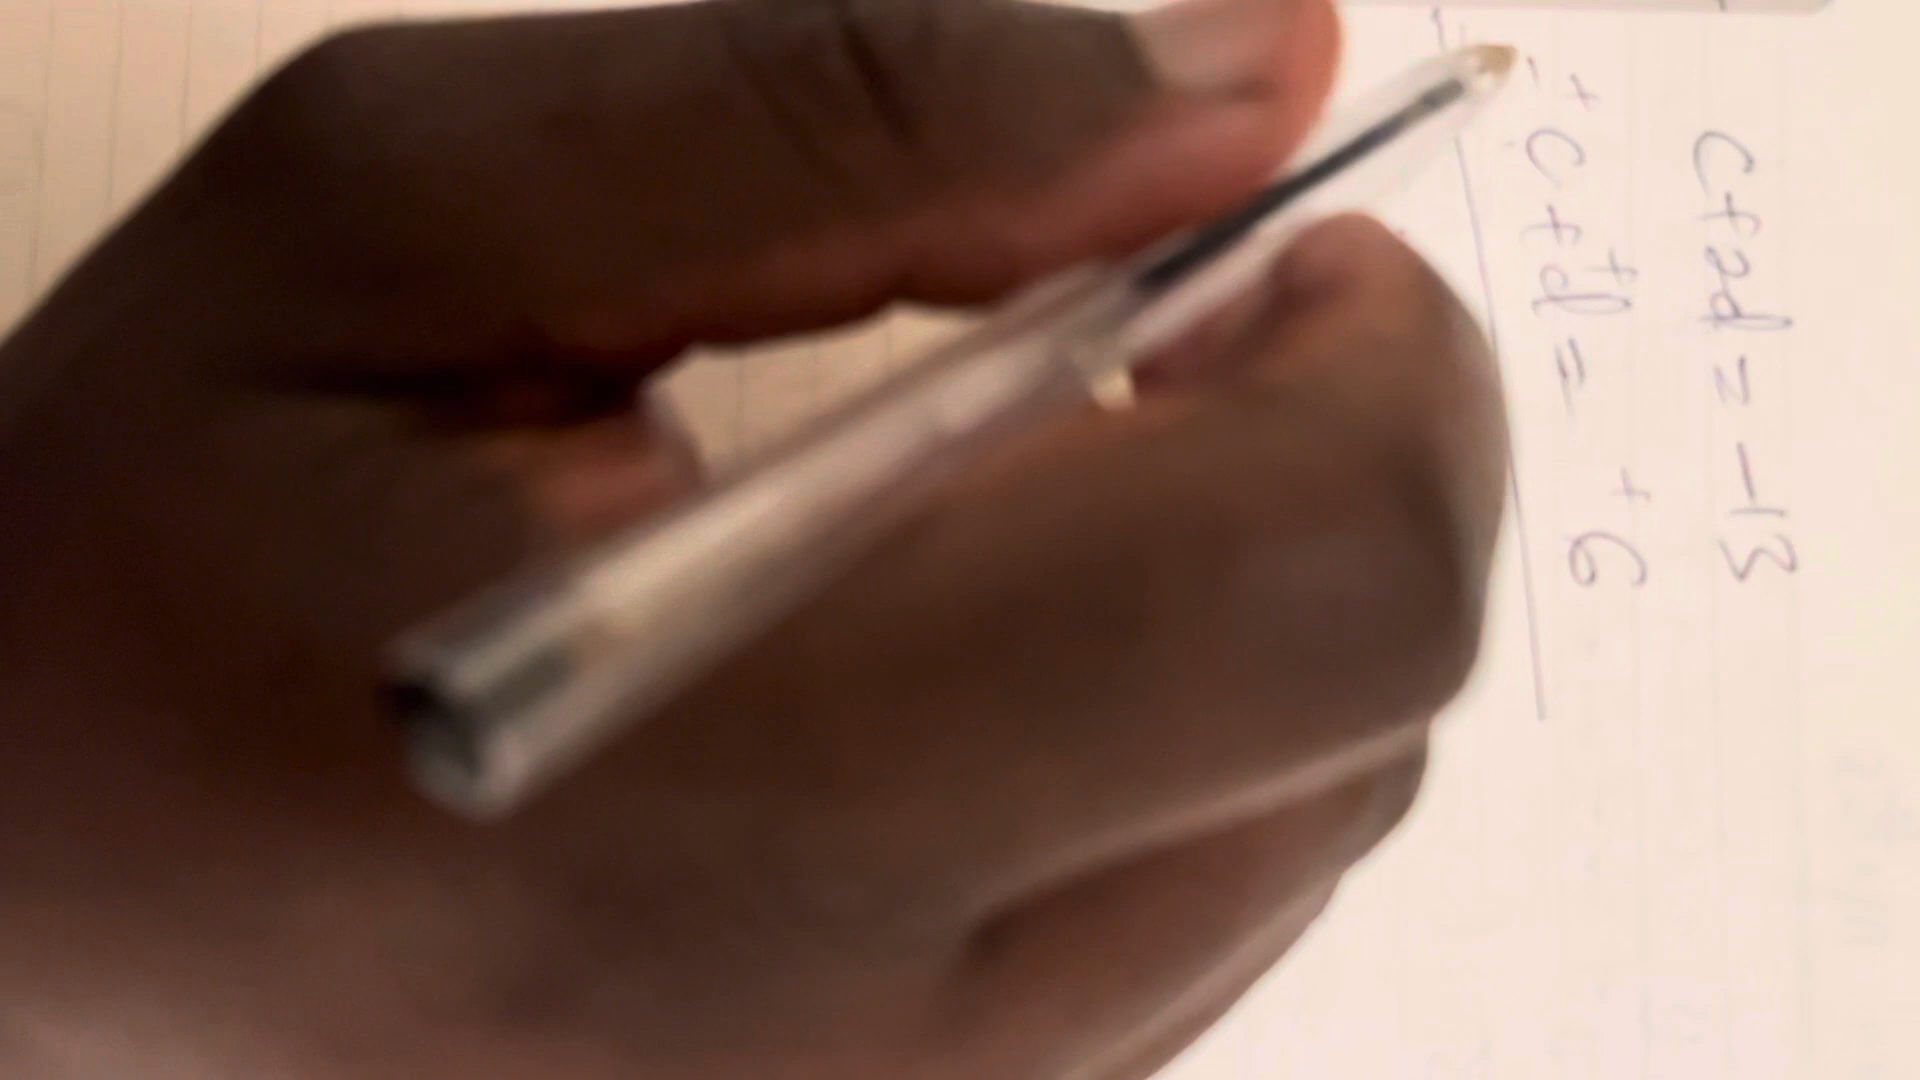 c+2d = -13
- c + d = 6
+ + +